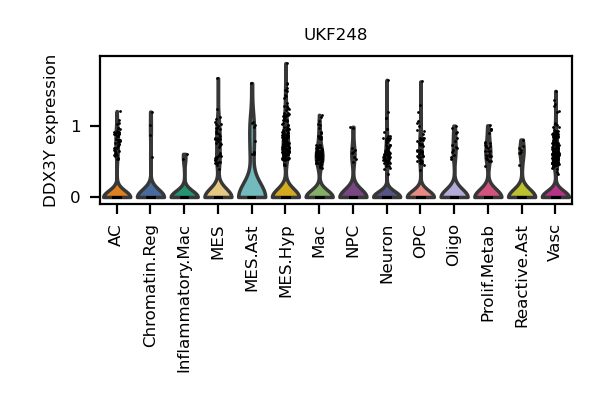 UKF248
DDX3Y expression
1
0
AC
Chromatin.Reg
Inflammatory.Mac
MES
MES.Ast
MES.Hyp
Mac
NPC
Neuron
OPC
Oligo
Prolif.Metab
Reactive.Ast
Vasc